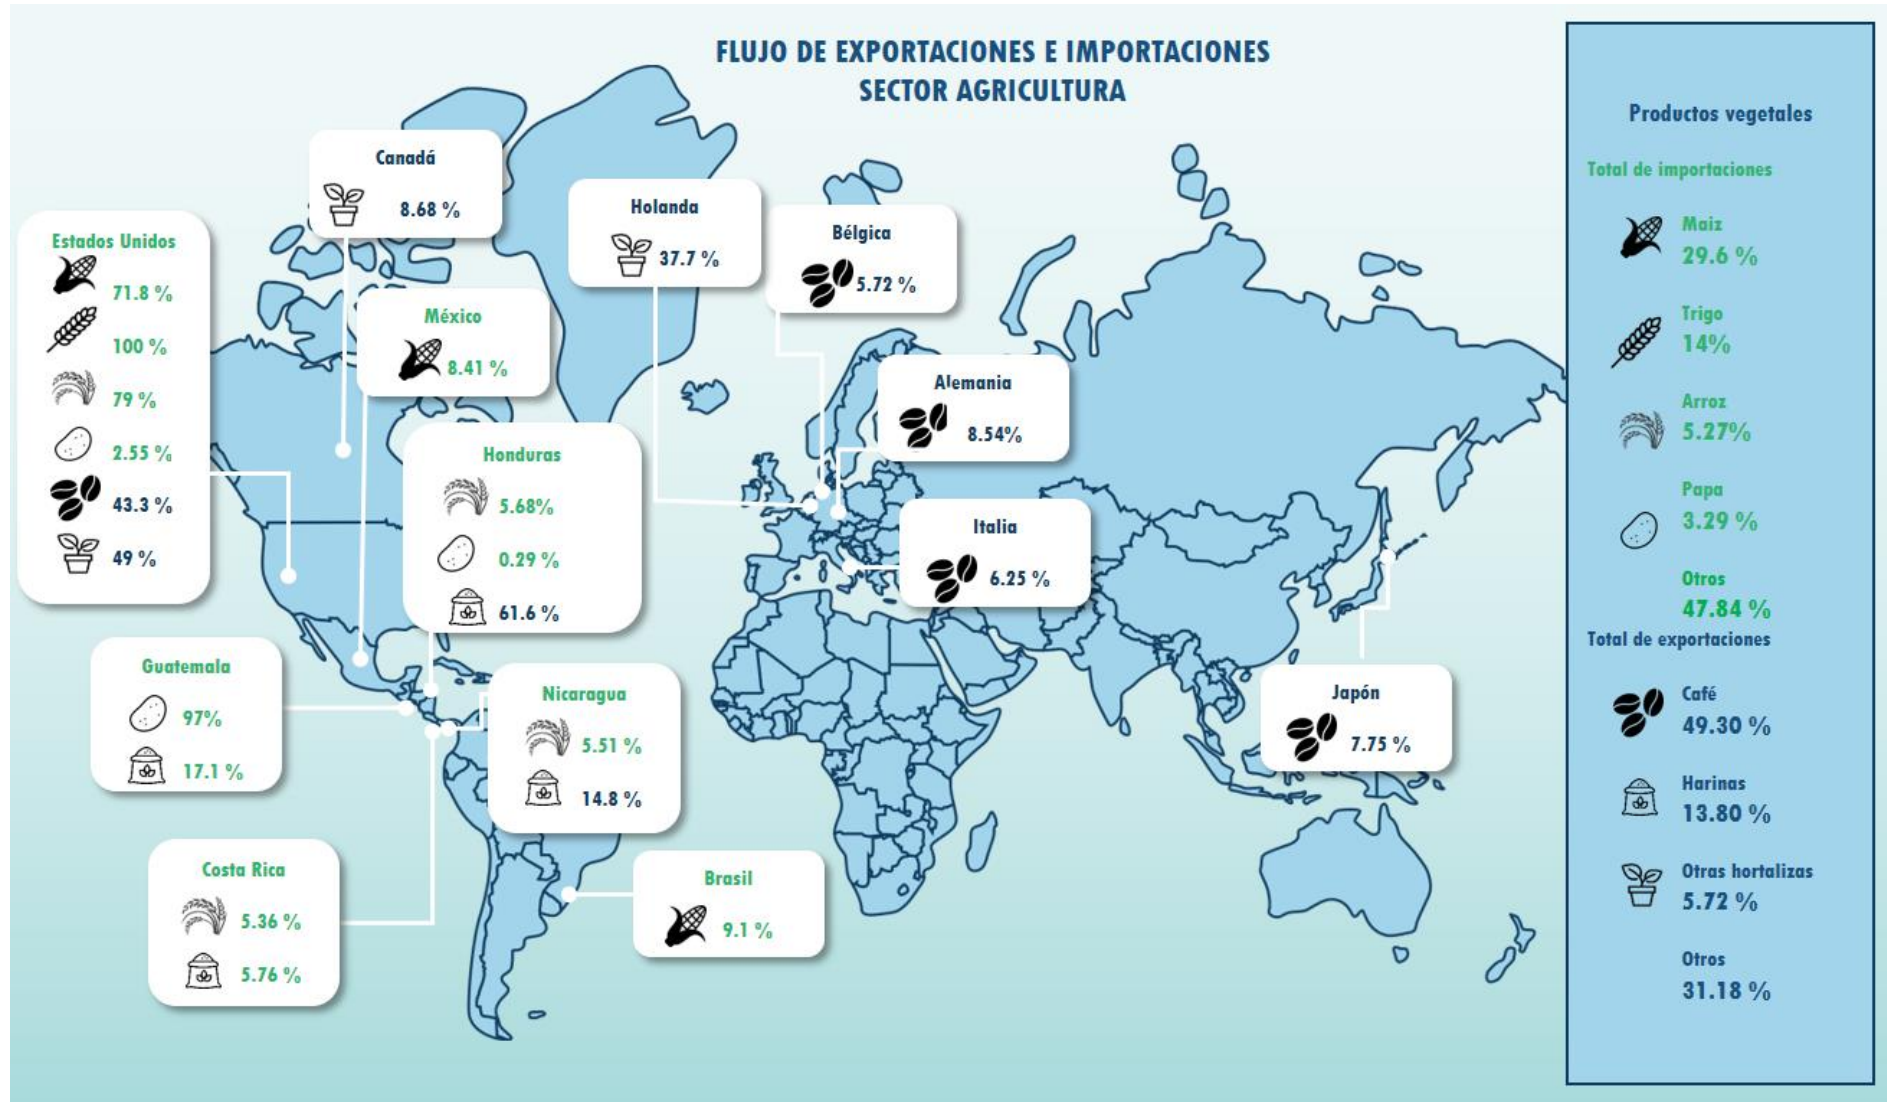 FLUJO DE EXPORTACIONES E IMPORTACIONES
SECTOR AGRICULTURA
Canadá
8.68 %
Holanda
37.7 %
Bélgica
5.72 %
Estados Unidos
71.8 %
100 %
79 %
2.55 %
43.3 %
49 %
México
8.41 %
Alemania
8.54%
Honduras
5.68%
0.29 %
61.6 %
Italia
6.25 %
Guatemala
97%
17.1 %
Nicaragua
5.51 %
14.8 %
Japón
7.75 %
Costa Rica
5.36 %
5.76 %
Brasil
9.1 %
Productos vegetales
Total de importaciones
Maiz
29.6 %
Trigo
14%
Arroz
5.27%
Papa
3.29 %
Otros
47.84 %
Total de exportaciones
Café
49.30 %
Harinas
13.80 %
Otras hortalizas
5.72 %
Otros
31.18 %